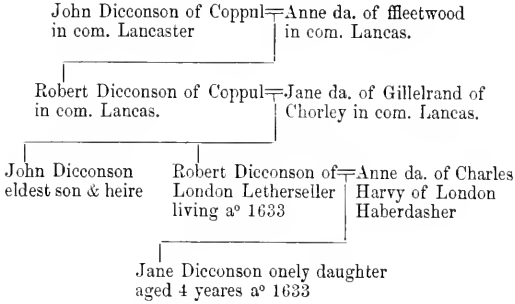 John Dicconson of Coppul Anne da. of ffleetwood
in com. Lancaster in com. Lancas.
Robert Dicconson of Coppul Jane da. of Gillelrand of
in com. Lancas. Chorley in com. Lancas.
John Dicconson
eldest son & heire
Robert Dicconson of
London Letherseller
living aº 1633
Anne da. of Charles
Harvy of London
Haberdasher
Jane Dicconson onely daughter
aged 4 yeares aº 1633